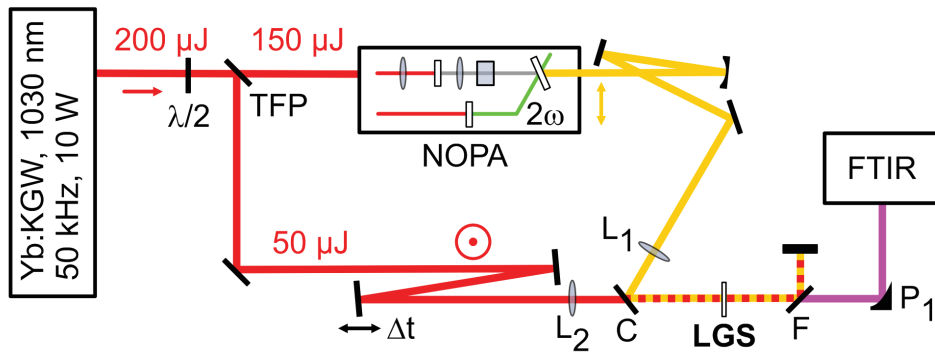 Yb:KGW, 1030 nm
50 kHz, 10 W
200 µJ
150 µJ
λ/2
TFP
2ω
NOPA
FTIR
50 µJ
L1
Δt
L2
C
LGS
F
P1